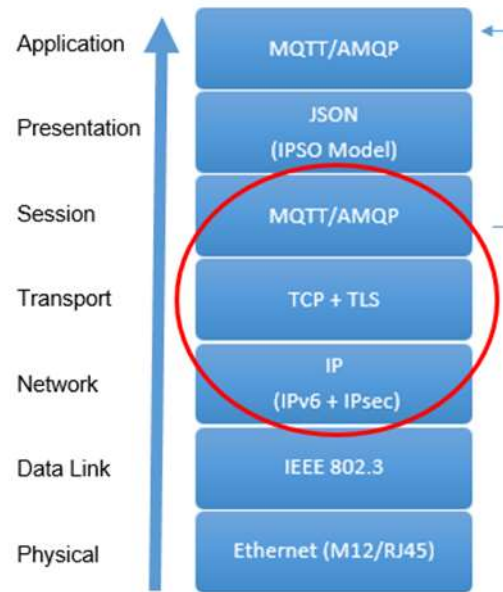 Application
MQTT/AMQP
Presentation
JSON
(IPSO Model)
Session
MQTT/AMQP
Transport
TCP + TLS
Network
IP
(IPv6 + IPsec)
Data Link
IEEE 802.3
Physical
Ethernet (M12/RJ45)